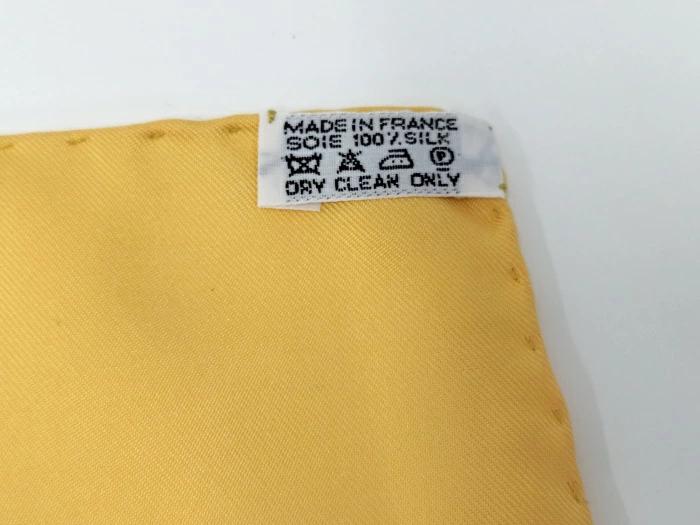 MADE IN FRANCE
SOIE 100% SILK
P
DRY CLEAN ONLY